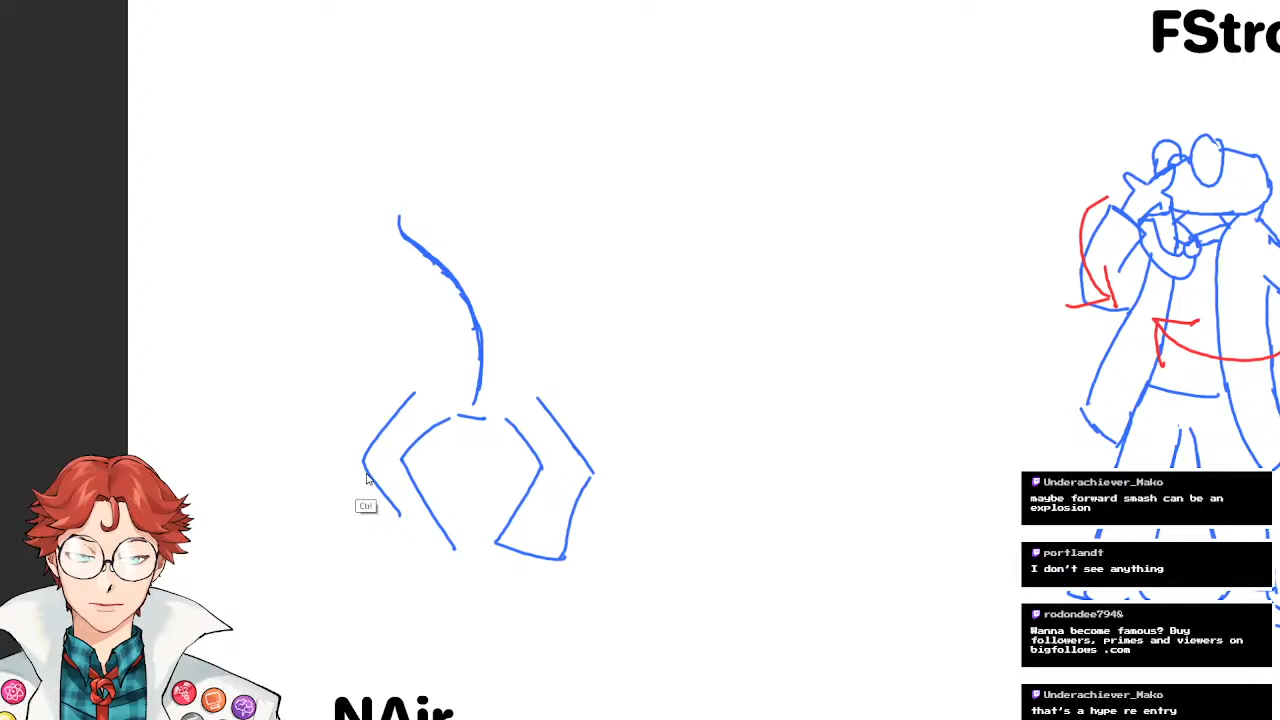 FStro
Ctrl
Underachiever_Mako
maybe forward smash can be an
explosion
portlandt
I don't see anything
rodondee7948
Wanna become famous? Buy
followers, primes and viewers on
bigfollows .com
Underachiever_Mako
that's a hype re entry
NAir